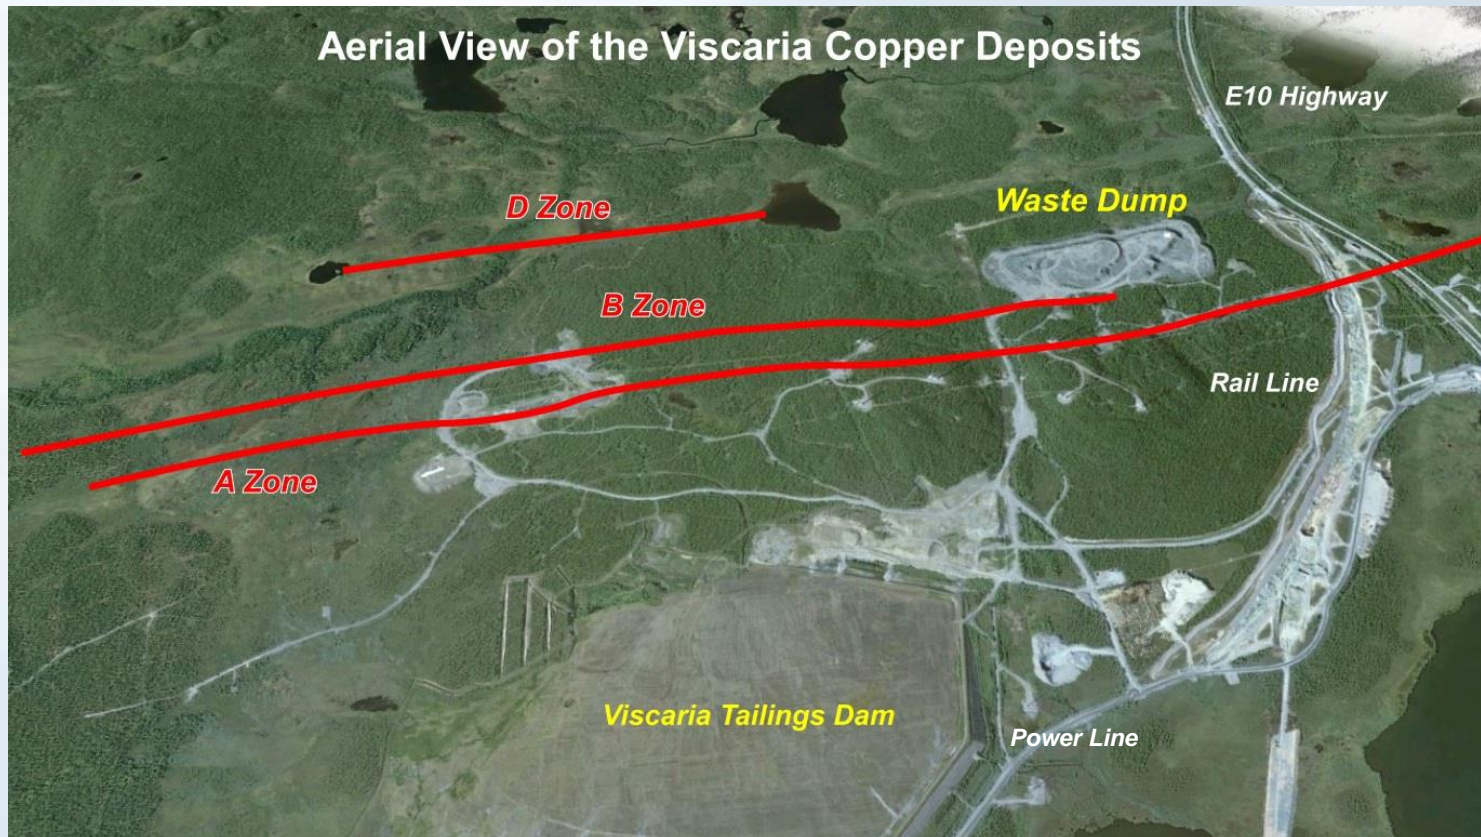 Aerial View of the Viscaria Copper Deposits
E10 Highway
Waste Dump
D Zone
B Zone
Rail Line
A Zone
Viscaria Tailings Dam
Power Line